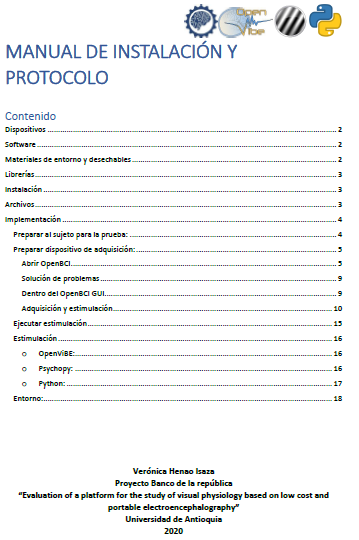 Open
Vibe
MANUAL DE INSTALACIÓN Y
PROTOCOLO
Contenido
Dispositivos 2
Software 2
Materiales de entorno y desechables 2
Librerías 3
Instalación 3
Archivos 3
Implementación 4
Preparar al sujeto para la prueba: 4
Preparar dispositivo de adquisición: 5
Abrir OpenBCI 5
Solución de problemas 9
Dentro del OpenBCI GUI 9
Adquisición y estimulación 10
Ejecutar estimulación 15
Estimulación 16
o OpenViBE: 16
o Psychopy: 16
o Python: 17
Entorno: 18
Verónica Henao Isaza
Proyecto Banco de la república
“Evaluation of a platform for the study of visual physiology based on low cost and
portable electroencephalography”
Universidad de Antioquia
2020